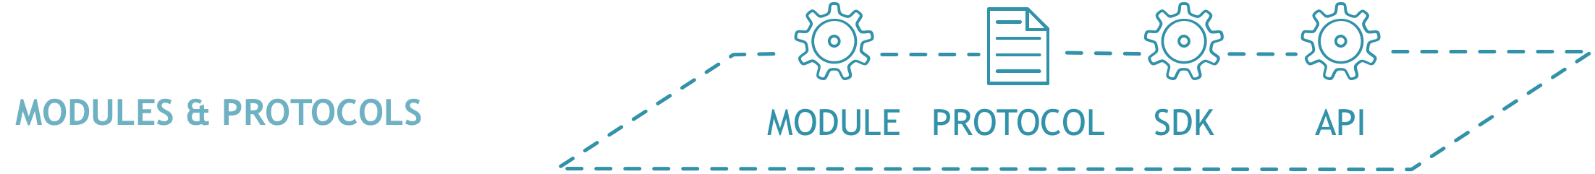 MODULES & PROTOCOLS
MODULE PROTOCOL SDK API